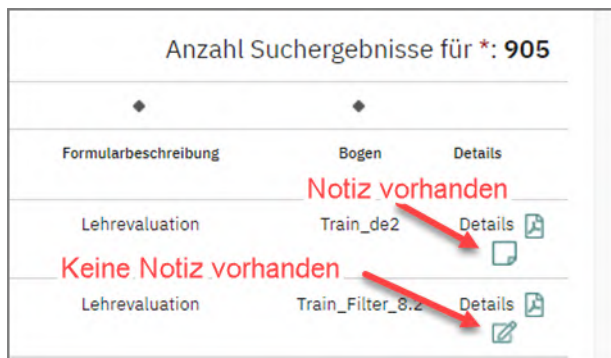 Anzahl Suchergebnisse für *: 905
Formularbeschreibung Bogen Details
Notiz vorhanden
Lehrevaluation Train_de2 Details
Keine Notiz vorhanden
Lehrevaluation Train_Filter_8.2 Details